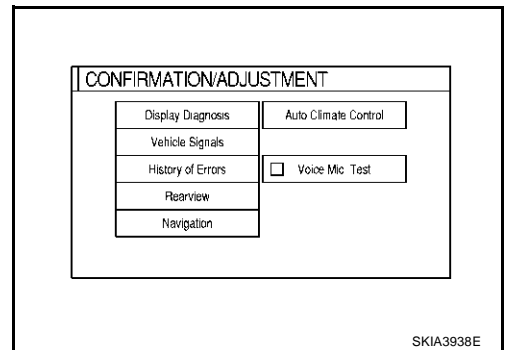 CONFIRMATION/ADJUSTMENT
Display Diagnosis
Auto Climate Control
Vehicle Signals
History of Errors
Voice Mic Test
Rearview
Navigation
SKIA3938E